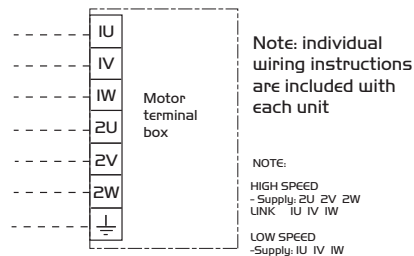 1U
1V
1W
2U
2V
2W
Motor
terminal
box
Note: individual
wiring instructions
are included with
each unit
NOTE:
HIGH SPEED
- Supply: 2U 2V 2W
LINK 1U 1V 1W
LOW SPEED
-Supply: 1U 1V 1W